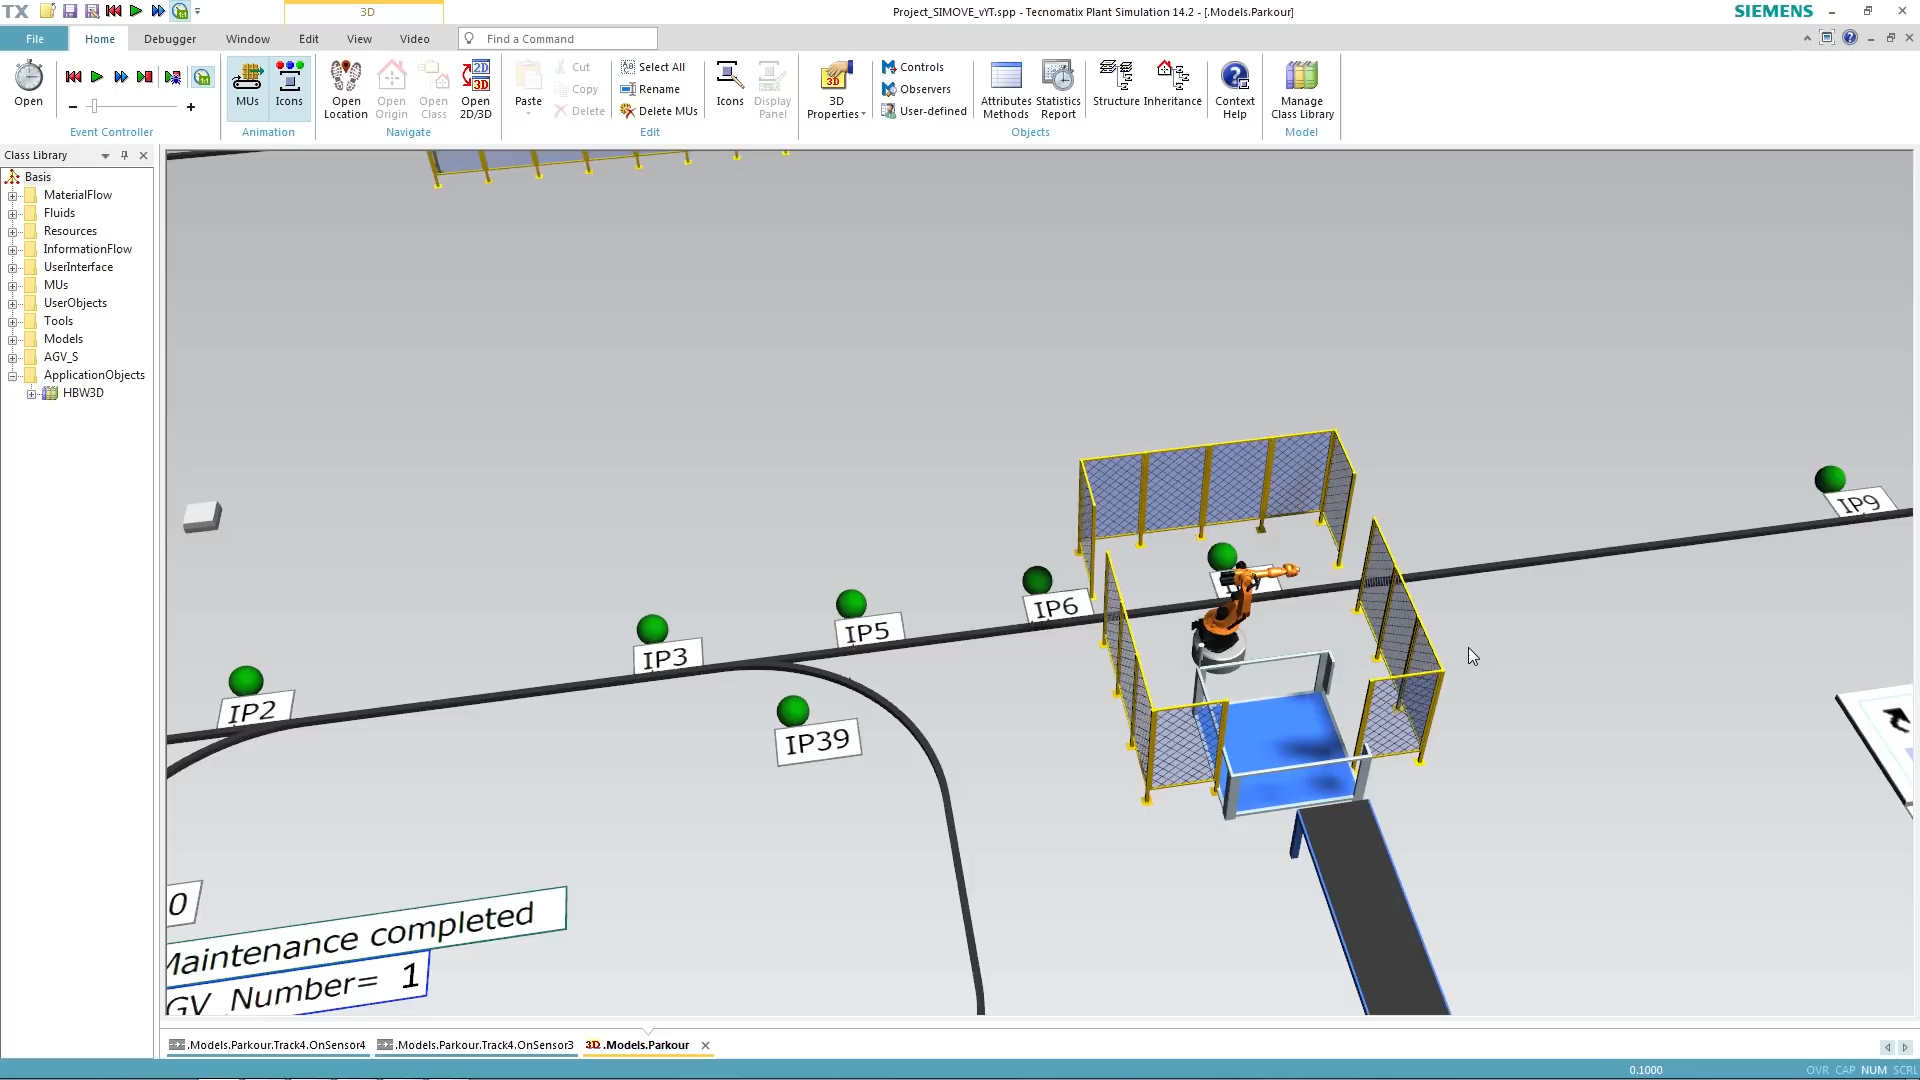 TX
3D
Project_SIMOVE_vYT.spp - Tecnomatix Plant Simulation 14.2 - [.Models.Parkour]
SIEMENS
File
Home
Debugger
Window
Edit
View
Video
Find a Command
Open
Event Controller
MUs
Icons
Animation
Open Location
Open Origin
Open Class
Open 2D/3D
Navigate
Paste
Cut
Copy
Delete
Select All
Rename
Delete MUs
Edit
Icons
Display Panel
3D Properties
Controls
Observers
User-defined
Attributes Methods
Statistics Report
Objects
Structure
Inheritance
Context Help
Manage Class Library
Model
Class Library
Basis
MaterialFlow
Fluids
Resources
InformationFlow
UserInterface
MUs
UserObjects
Tools
Models
AGV_S
ApplicationObjects
HBW3D
IP9
IP6
IP5
IP3
IP2
IP39
0
Maintenance completed
GV_Number= 1
.Models.Parkour.Track4.OnSensor4
.Models.Parkour.Track4.OnSensor3
3D .Models.Parkour
0.1000
OVR CAP NUM SCRL